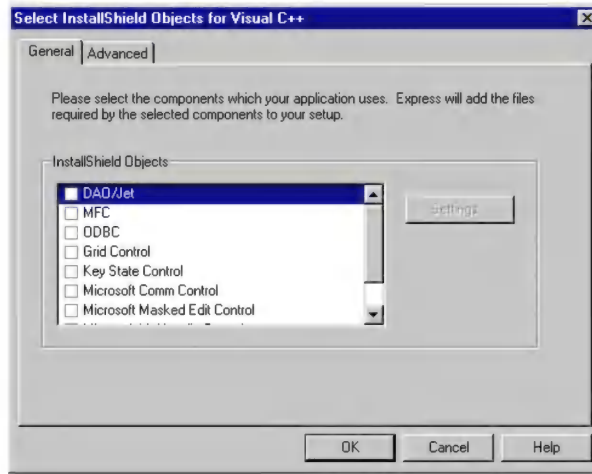 Select InstallShield Objects for Visual C++
General
Advanced
Please select the components which your application uses. Express will add the files
required by the selected components to your setup.
InstallShield Objects
DAO/Jet
MFC
ODBC
Grid Control
Key State Control
Microsoft Comm Control
Microsoft Masked Edit Control
Settings
OK
Cancel
Help